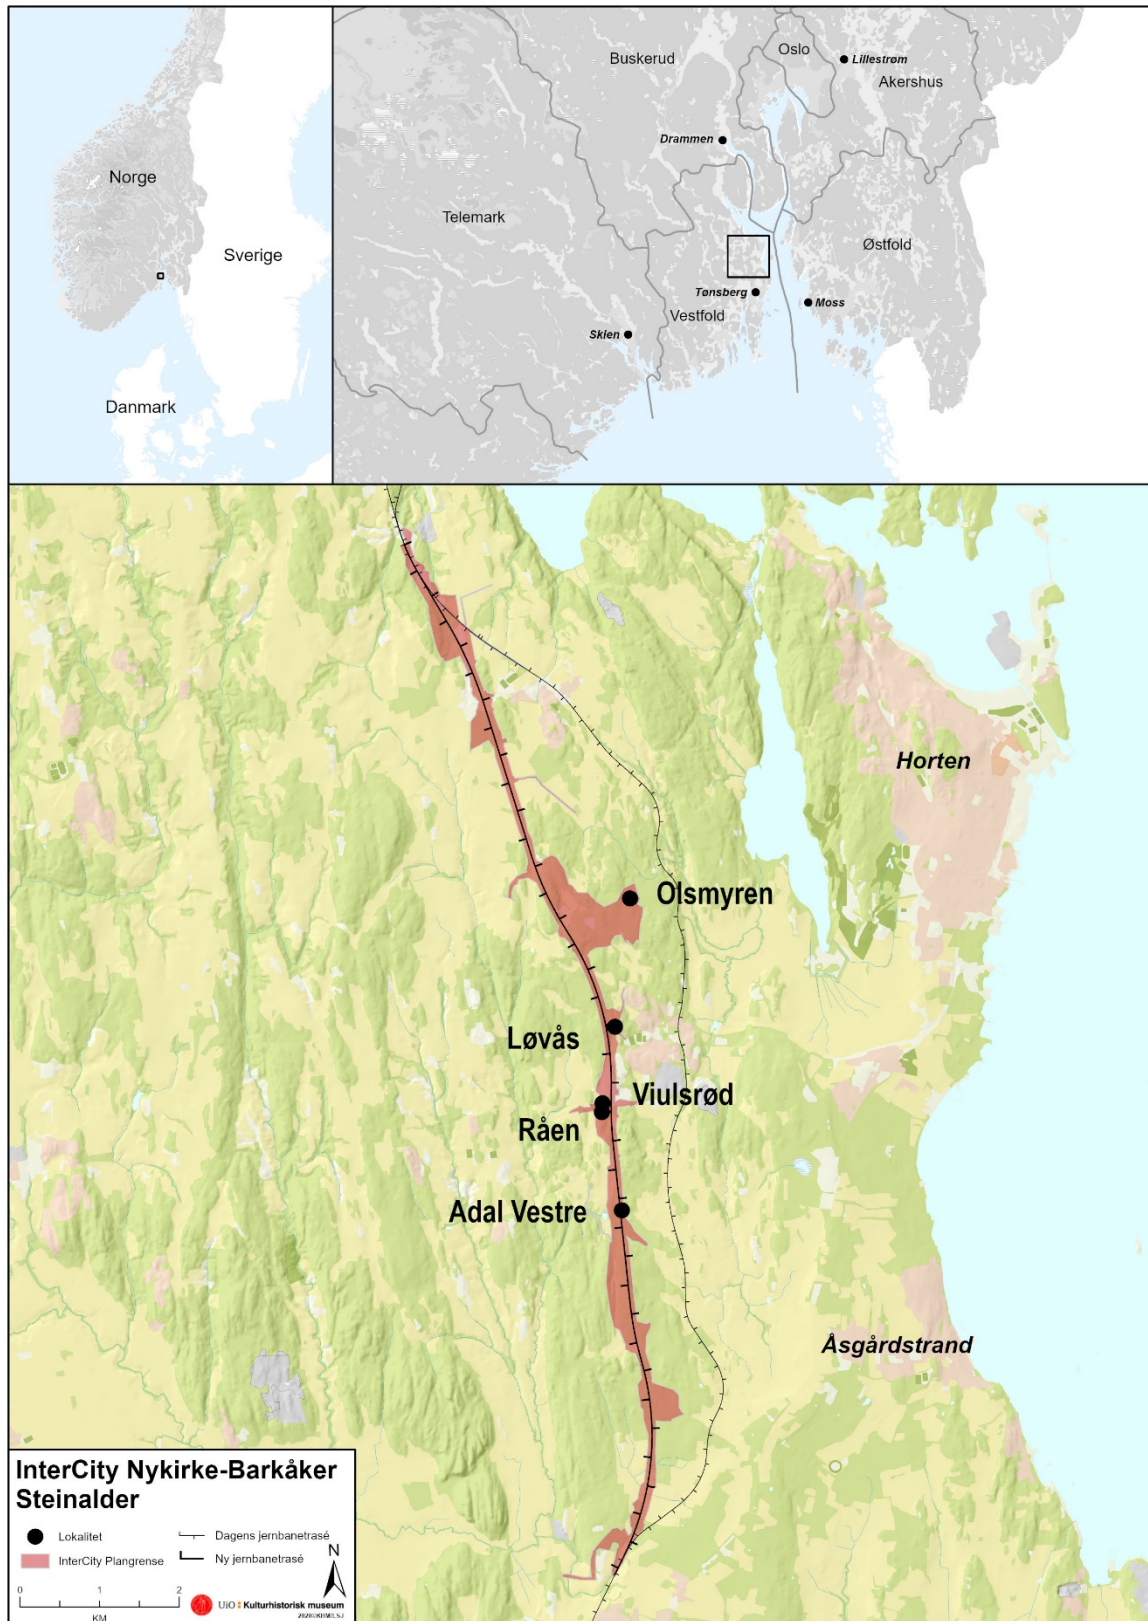 Norge
Sverige
Danmark
Buskerud
Oslo
Lillestrøm
Akershus
Drammen
Telemark
Østfold
Tønsberg
Moss
Vestfold
Skien
Horten
Olsmyren
Løvås
Viulsrød
Råen
Adal Vestre
Åsgårdstrand
InterCity Nykirke-Barkåker
Steinalder
Lokalitet
Dagens jernbanetrasé
InterCity Plangrense
Ny jernbanetrasé
N
0 1 2
KM
UiO Kulturhistorisk museum